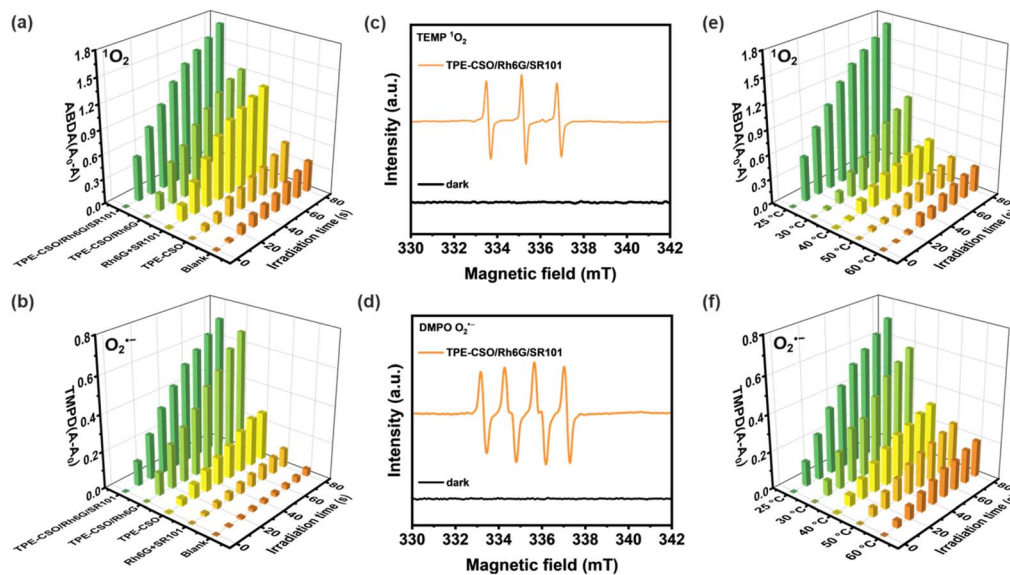 (a)
¹O₂
ABDA(A₀-A)
1.8
1.5
1.2
0.9
0.6
0.3
0.0
TPE-CSO/Rh6G/SR101
TPE-CSO/Rh6G
Rh6G+SR101
TPE-CSO
Blank
0
20
40
60
80
Irradiation time (s)
(c)
TEMP ¹O₂
TPE-CSO/Rh6G/SR101
dark
Intensity (a.u.)
330 332 334 336 338 340 342
Magnetic field (mT)
(e)
¹O₂
ABDA(A₀-A)
1.8
1.5
1.2
0.9
0.6
0.3
0.0
25 °C
30 °C
40 °C
50 °C
60 °C
0
20
40
60
80
Irradiation time (s)
(b)
O₂•−
TMPD(A-A₀)
0.8
0.6
0.4
0.2
0.0
TPE-CSO/Rh6G/SR101
TPE-CSO/Rh6G
TPE-CSO
Rh6G+SR101
Blank
0
20
40
60
80
Irradiation time (s)
(d)
DMPO O₂•−
TPE-CSO/Rh6G/SR101
dark
Intensity (a.u.)
330 332 334 336 338 340 342
Magnetic field (mT)
(f)
O₂•−
TMPD(A-A₀)
0.8
0.6
0.4
0.2
0.0
25 °C
30 °C
40 °C
50 °C
60 °C
0
20
40
60
80
Irradiation time (s)